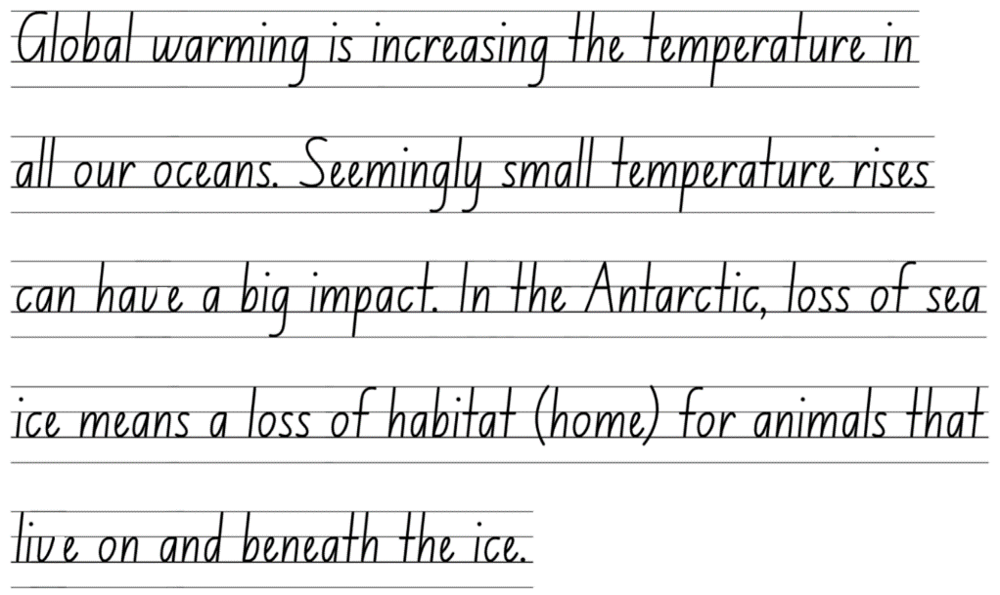 Global warming is increasing the temperature in
all our oceans. Seemingly small temperature rises
can have a big impact. In the Antarctic, loss of sea
ice means a loss of habitat (home) for animals that
live on and beneath the ice.